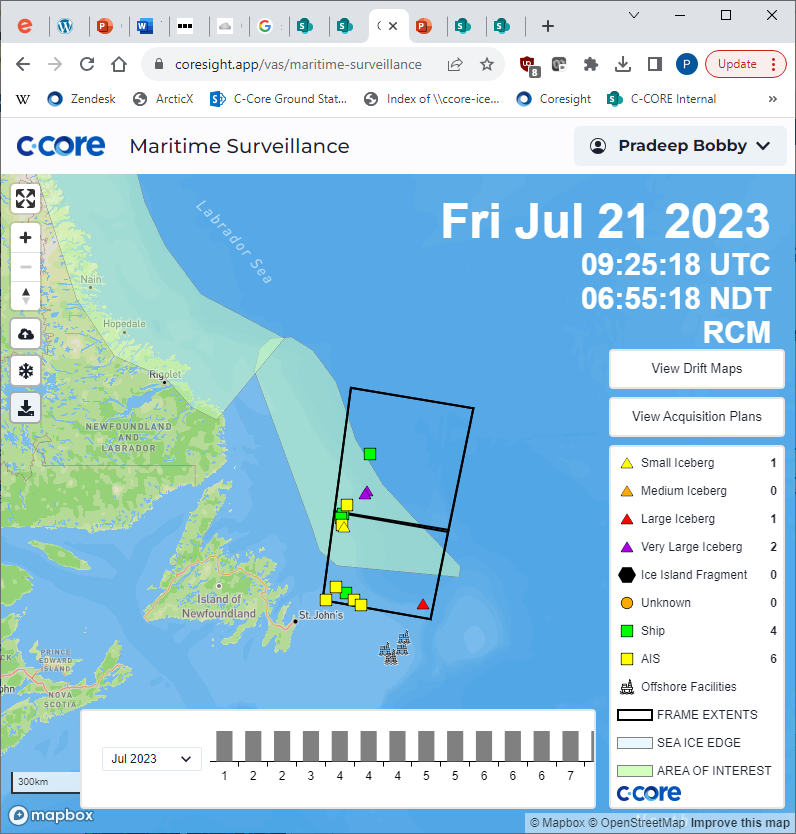 Update
8
P
coresight.app/vas/maritime-surveillance
W Zendesk ArcticX C-Core Ground Stat... Index of \\ccore-ice... Coresight C-CORE Internal »
c-core Maritime Surveillance Pradeep Bobby
Fri Jul 21 2023
09:25:18 UTC
06:55:18 NDT
RCM
View Drift Maps
View Acquisition Plans
Small Iceberg 1
Medium Iceberg 0
Large Iceberg 1
Very Large Iceberg 2
Ice Island Fragment 0
Unknown 0
Ship 4
AIS 6
Offshore Facilities
FRAME EXTENTS
SEA ICE EDGE
AREA OF INTEREST
c-core
Labrador Sea
Nain
Hopedale
Rigolet
NEWFOUNDLAND
AND
LABRADOR
Island of
Newfoundland
St. John's
PRINCE
EDWARD
ISLAND
NOVA
SCOTIA
CK
hn
Jul 2023
1 2 3 4 4 4 5 5 6 6 7
300km
mapbox
© Mapbox © OpenStreetMap Improve this map